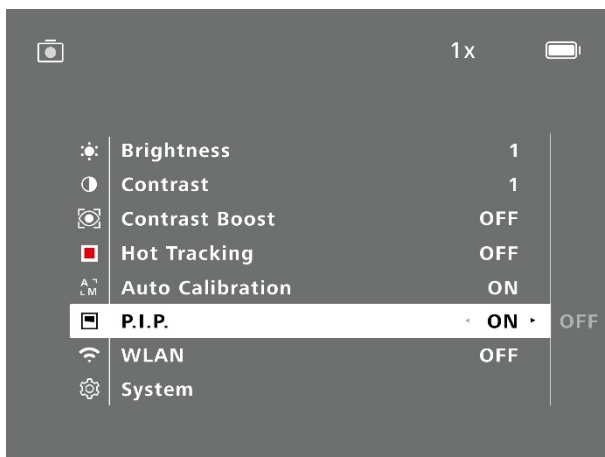 1x
Brightness 1
Contrast 1
Contrast Boost OFF
Hot Tracking OFF
A M Auto Calibration ON
P.I.P. ON OFF
WLAN OFF
System